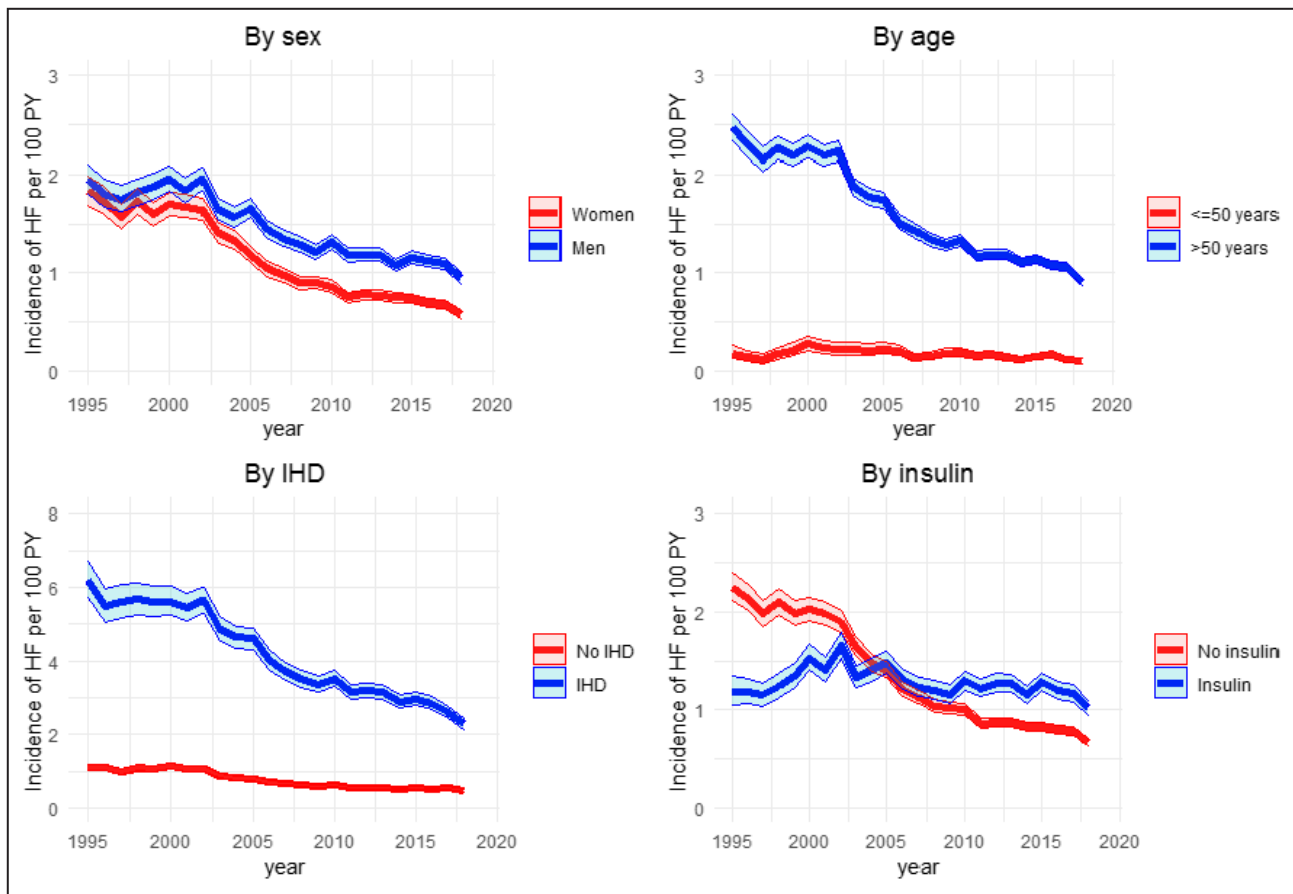 By sex
Incidence of HF per 100 PY
3
2
1
0
1995 2000 2005 2010 2015 2020
year
Women
Men
By age
Incidence of HF per 100 PY
3
2
1
0
1995 2000 2005 2010 2015 2020
year
<=50 years
>50 years
By IHD
Incidence of HF per 100 PY
8
6
4
2
0
1995 2000 2005 2010 2015 2020
year
No IHD
IHD
By insulin
Incidence of HF per 100 PY
3
2
1
0
1995 2000 2005 2010 2015 2020
year
No insulin
Insulin